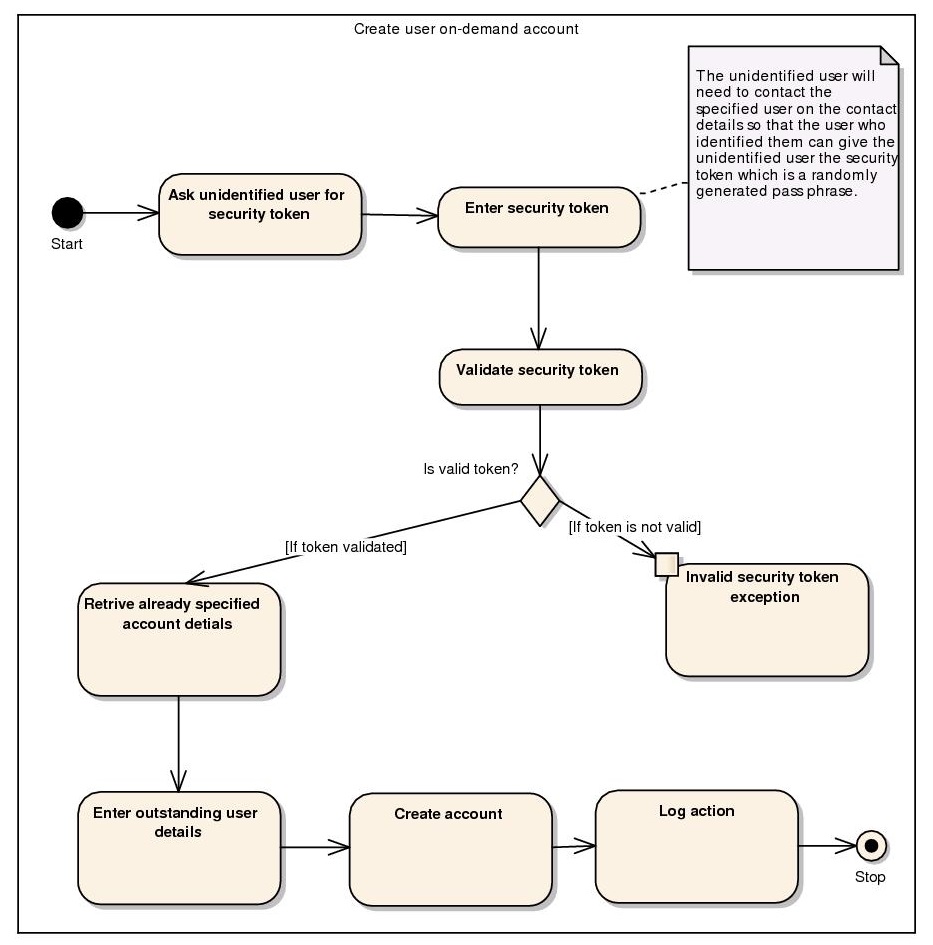 Create user on-demand account
The unidentified user will
need to contact the
specified user on the contact
details so that the user who
identified them can give the
unidentified user the security
token which is a randomly
generated pass phrase.
Ask unidentified user for
security token
Enter security token
Start
Validate security token
Is valid token?
[If token is not valid]
[If token validated]
Invalid security token
exception
Retrive already specified
account detials
Enter outstanding user
details
Create account
Log action
Stop